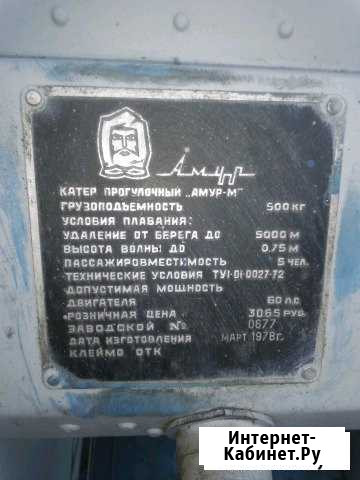 Амур
КАТЕР ПРОГУЛОЧНЫЙ „АМУР-М"
ГРУЗОПОДЪЕМНОСТЬ 500 КГ
УСЛОВИЯ ПЛАВАНИЯ:
УДАЛЕНИЕ ОТ БЕРЕГА ДО 5000 М
ВЫСОТА ВОЛНЫ ДО 0,75 М
ПАССАЖИРОВМЕСТИМОСТЬ 5 ЧЕЛ.
ТЕХНИЧЕСКИЕ УСЛОВИЯ ТУ1-01-0027-72
ДОПУСТИМАЯ МОЩНОСТЬ
ДВИГАТЕЛЯ 60 Л.С.
РОЗНИЧНАЯ ЦЕНА 3065 РУБ.
ЗАВОДСКОЙ № 0677
ДАТА ИЗГОТОВЛЕНИЯ МАРТ 1978г.
КЛЕЙМО ОТК
Интернет-
Кабинет.Ру